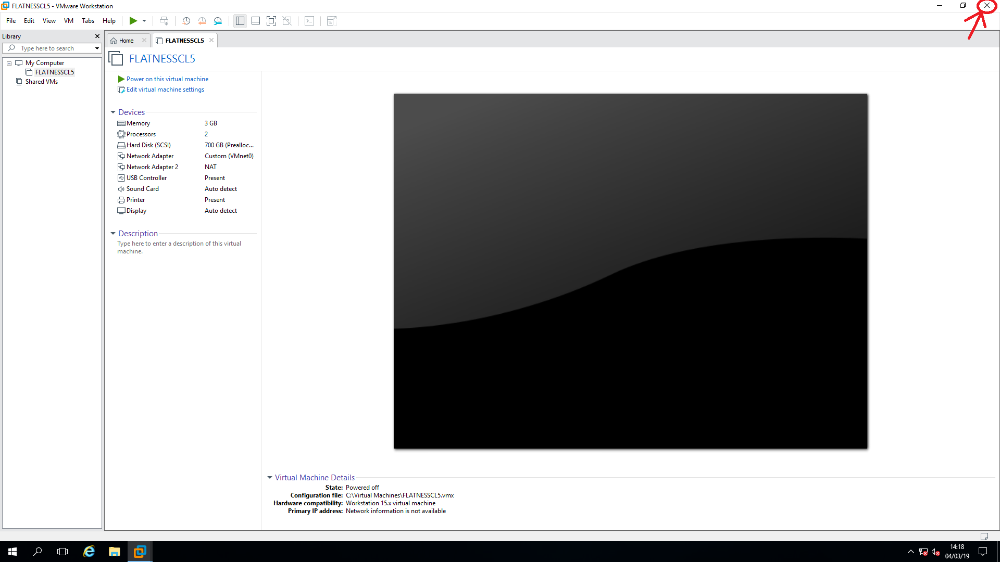 FLATNESSCL5 - VMware Workstation
File Edit View VM Tabs Help
Library
Type here to search
My Computer
FLATNESSCL5
Shared VMs
Home
FLATNESSCL5
FLATNESSCL5
Power on this virtual machine
Edit virtual machine settings
Devices
Memory 3 GB
Processors 2
Hard Disk (SCSI) 700 GB (Prealloc...
Network Adapter Custom (VMnet0)
Network Adapter 2 NAT
USB Controller Present
Sound Card Auto detect
Printer Present
Display Auto detect
Description
Type here to enter a description of this virtual
machine.
Virtual Machine Details
State: Powered off
Configuration file: C:\Virtual Machines\FLATNESSCL5.vmx
Hardware compatibility: Workstation 15.x virtual machine
Primary IP address: Network information is not available
14:18
04/03/19